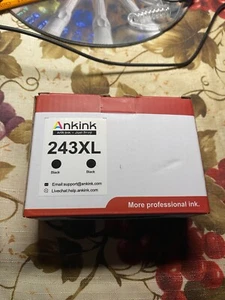 Ankink
243XL
Black Black
Email:support@ankink.com
Livechat:help.ankink.com
More professional ink.